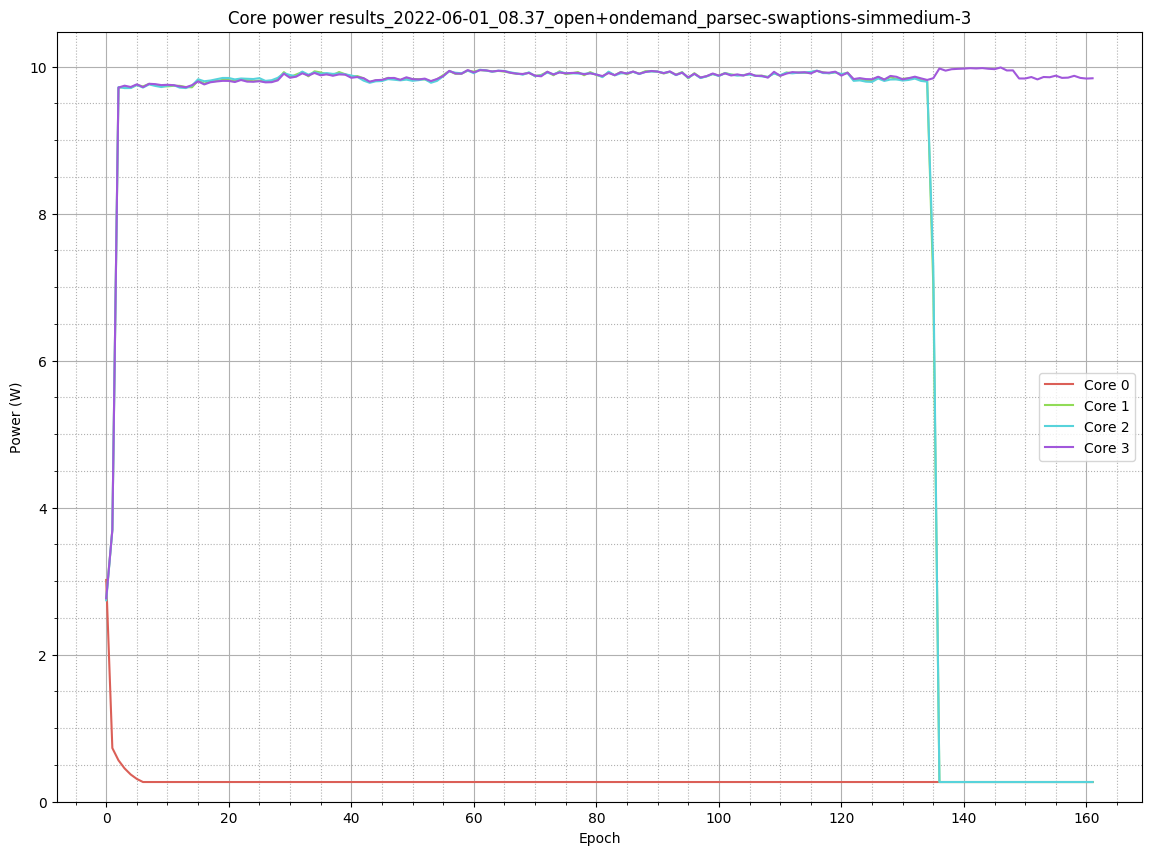 Core power results_2022-06-01_08.37_open+ondemand_parsec-swaptions-simmedium-3
Power (W)
10
8
6
4
2
0
Core 0
Core 1
Core 2
Core 3
0 20 40 60 80 100 120 140 160
Epoch